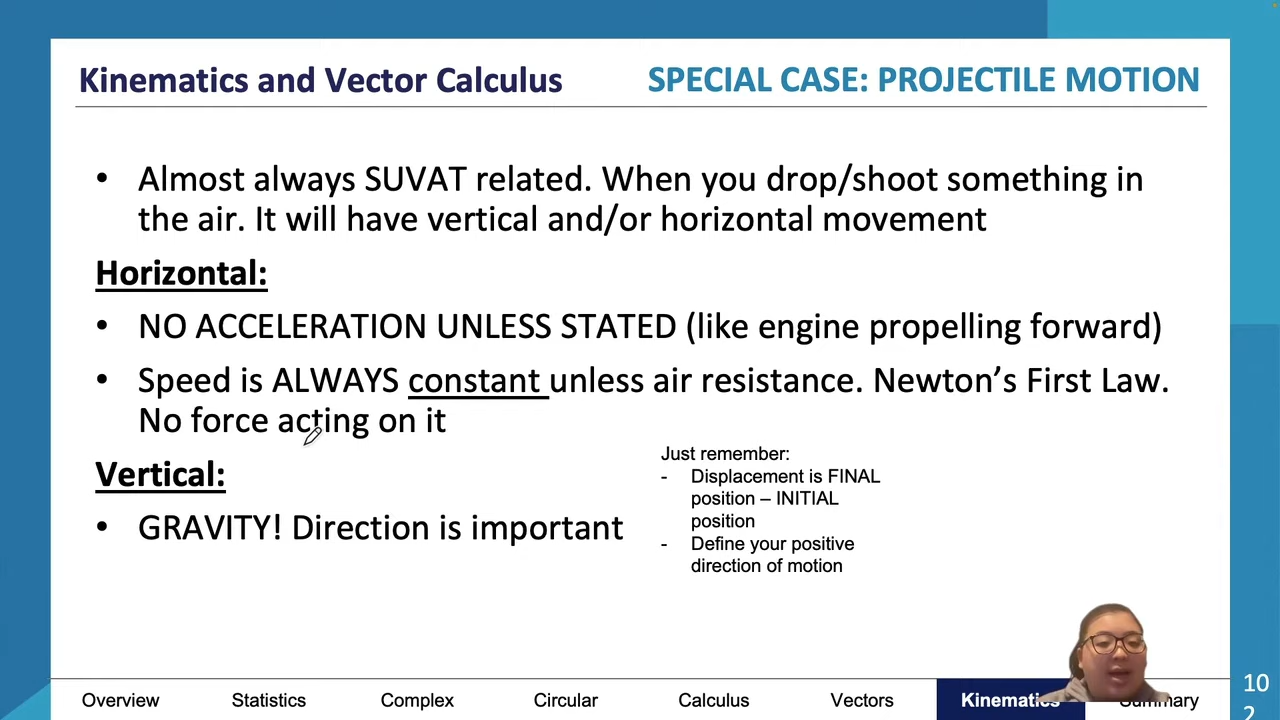 Kinematics and Vector Calculus
SPECIAL CASE: PROJECTILE MOTION
• Almost always SUVAT related. When you drop/shoot something in
the air. It will have vertical and/or horizontal movement
Horizontal:
• NO ACCELERATION UNLESS STATED (like engine propelling forward)
• Speed is ALWAYS constant unless air resistance. Newton’s First Law.
No force acting on it
Vertical:
• GRAVITY! Direction is important
Just remember:
- Displacement is FINAL
position – INITIAL
position
- Define your positive
direction of motion
Overview Statistics Complex Circular Calculus Vectors Kinematics Summary
10
2